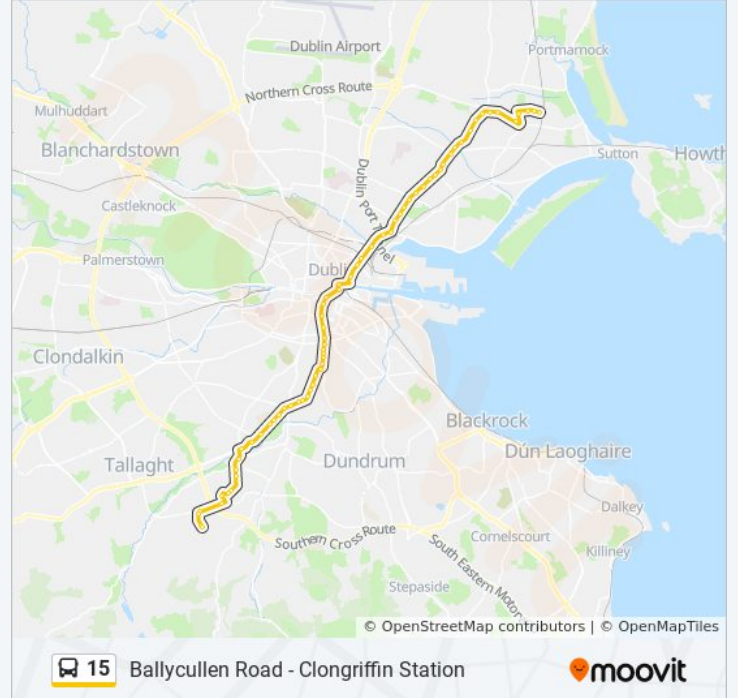 Dublin Airport
Portmarnock
Northern Cross Route
Mulhuddart
Blanchardstown
Sutton
Howth
Castleknock
Dublin Port Tunnel
Palmerstown
Dublin
Clondalkin
Blackrock
Dún Laoghaire
Tallaght
Dundrum
Dalkey
Southern Cross Route
Cornelscourt
Killiney
South Eastern Motor
Stepaside
© OpenStreetMap contributors | © OpenMapTiles
15 Ballycullen Road - Clongriffin Station
moovit